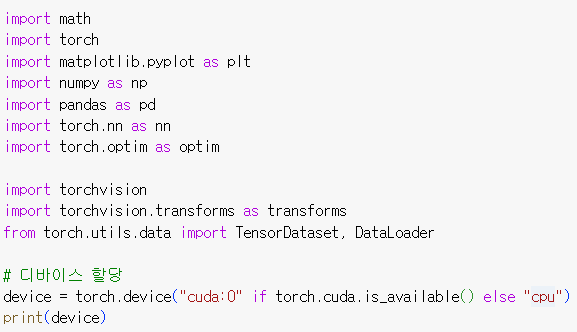 import math
import torch
import matplotlib.pyplot as plt
import numpy as np
import pandas as pd
import torch.nn as nn
import torch.optim as optim
import torchvision
import torchvision.transforms as transforms
from torch.utils.data import TensorDataset, DataLoader
# 디바이스 할당
device = torch.device("cuda:0" if torch.cuda.is_available() else "cpu")
print(device)